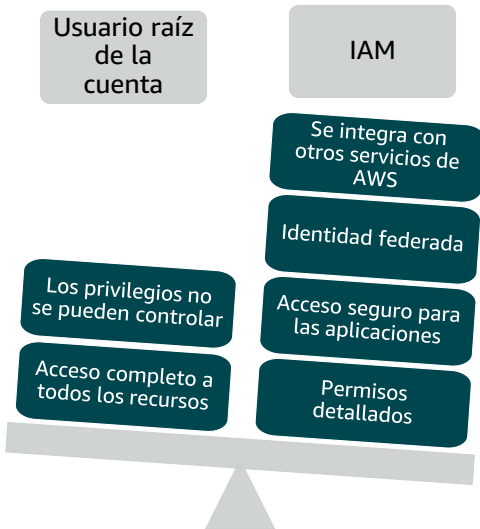 Usuario raíz
de la
cuenta
IAM
Se integra con
otros servicios de
AWS
Identidad federada
Los privilegios no
se pueden controlar
Acceso seguro para
las aplicaciones
Acceso completo a
todos los recursos
Permisos
detallados